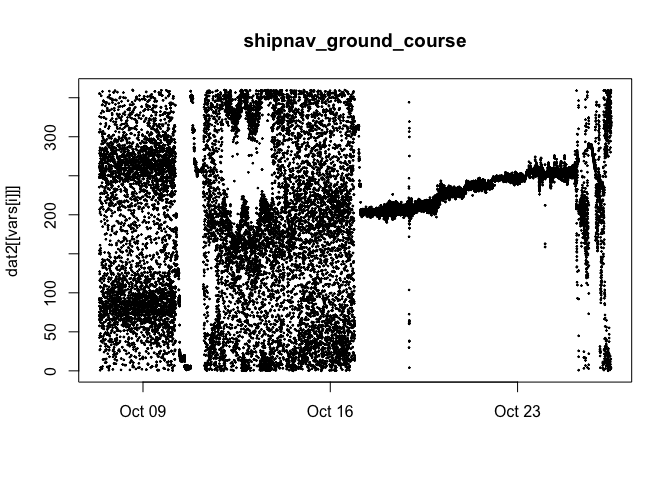 shipnav_ground_course
dat2[[vars[i]]]
300
200
100
50
0
Oct 09
Oct 16
Oct 23